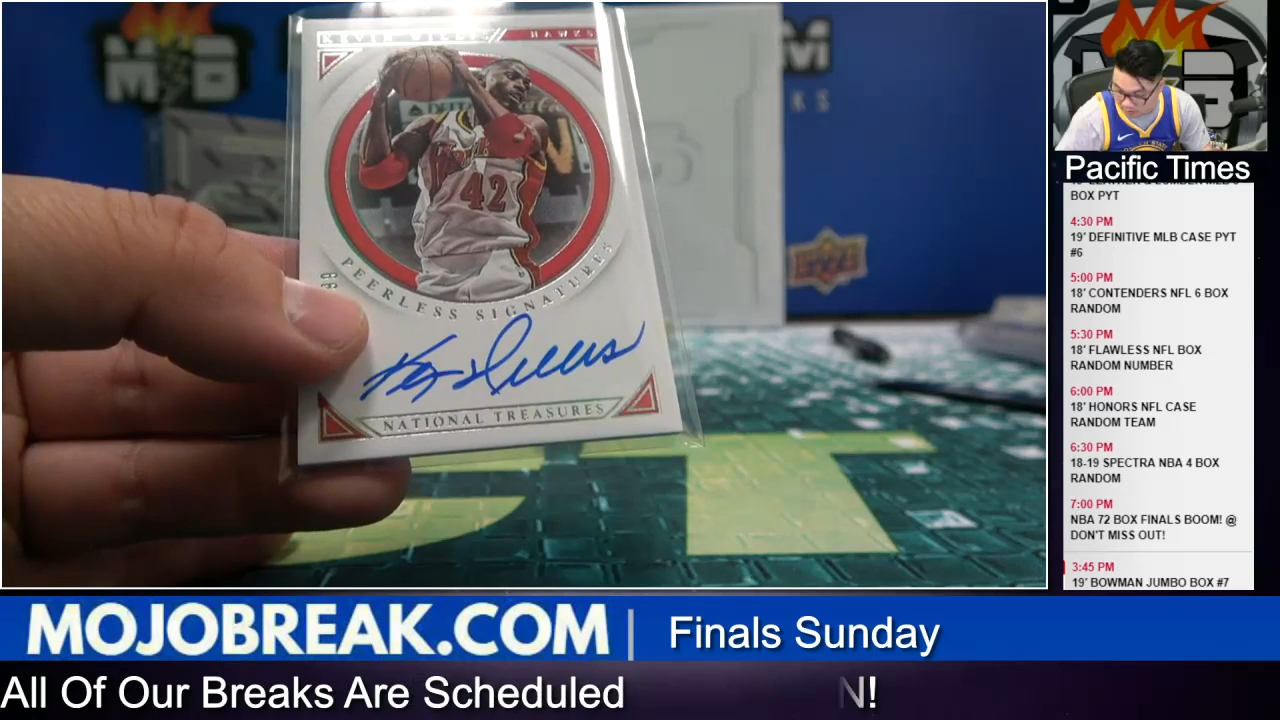 KEVIN WILLIS // HAWKS
42
PEERLESS SIGNATURES
NATIONAL TREASURES
Pacific Times
BOX PYT
4:30 PM
19' DEFINITIVE MLB CASE PYT
#6
5:00 PM
18' CONTENDERS NFL 6 BOX
RANDOM
5:30 PM
18' FLAWLESS NFL BOX
RANDOM NUMBER
6:00 PM
18' HONORS NFL CASE
RANDOM TEAM
6:30 PM
18-19 SPECTRA NBA 4 BOX
RANDOM
7:00 PM
NBA 72 BOX FINALS BOOM! @
DON'T MISS OUT!
3:45 PM
19' BOWMAN JUMBO BOX #7
MOJOBREAK.COM | Finals Sunday
All Of Our Breaks Are Scheduled N!